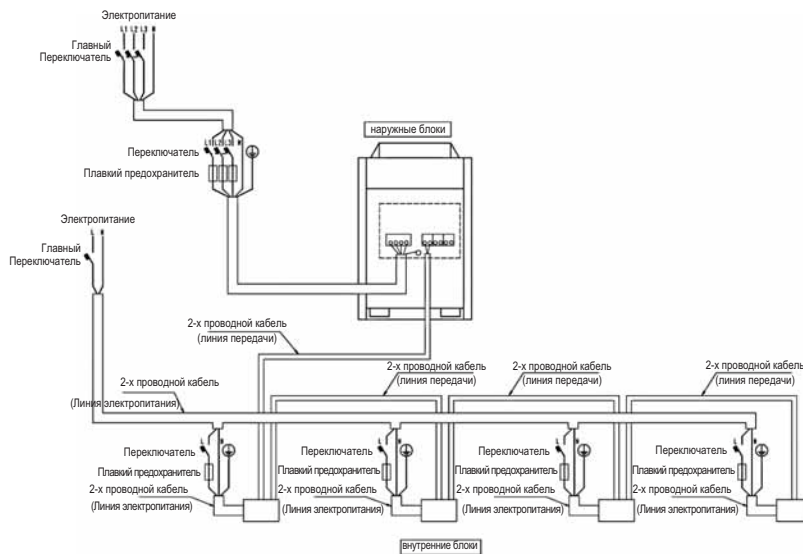 Электропитание
L1 L2 L3 N
Главный
Переключатель
наружные блоки
L1 L2 L3 N
Переключатель
Плавкий предохранитель
Электропитание
L N
Главный
Переключатель
2-х проводной кабель
(линия передачи)
2-х проводной кабель
(линия передачи)
2-х проводной кабель
(линия передачи)
2-х проводной кабель
(линия передачи)
2-х проводной кабель
(Линия электропитания)
L N
Переключатель
Плавкий предохранитель
2-х проводной кабель
(Линия электропитания)
L N
Переключатель
Плавкий предохранитель
2-х проводной кабель
(Линия электропитания)
L N
Переключатель
Плавкий предохранитель
2-х проводной кабель
(Линия электропитания)
L N
Переключатель
Плавкий предохранитель
2-х проводной кабель
(Линия электропитания)
внутренние блоки